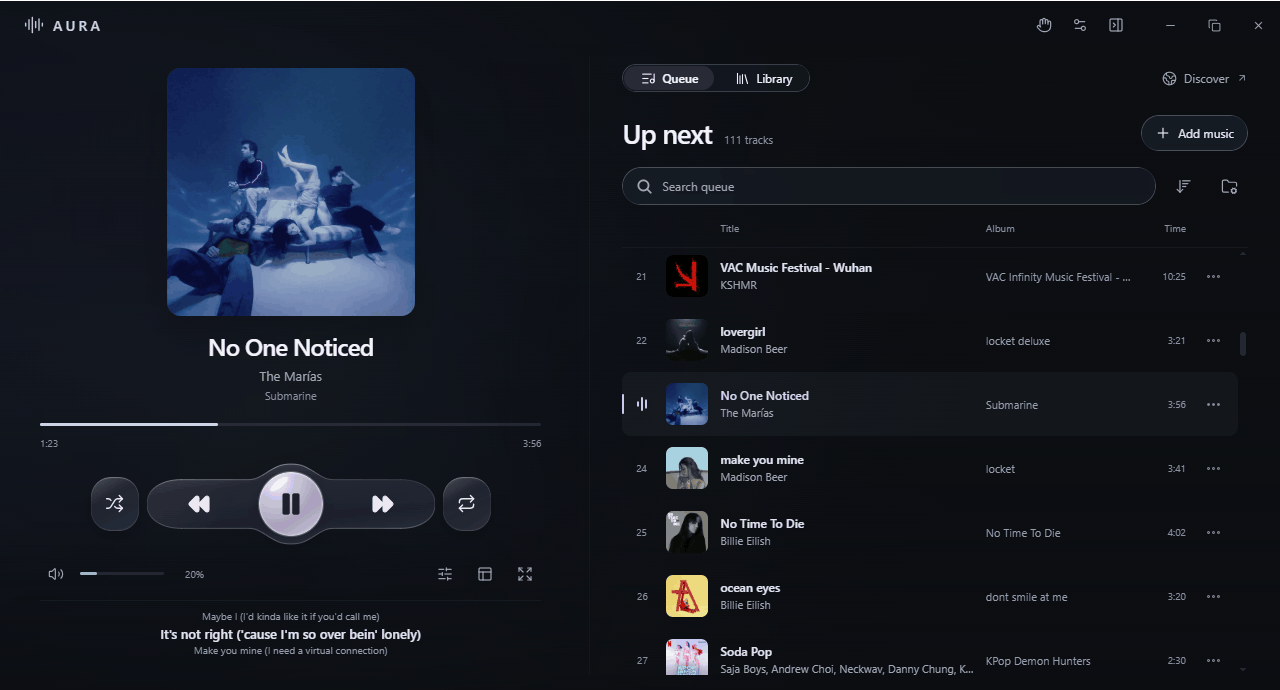 AURA
No One Noticed
The Marías
Submarine
1:23 3:56
20%
Maybe I (I'd kinda like it if you'd call me)
It's not right ('cause I'm so over bein' lonely)
Make you mine (I need a virtual connection)
Queue Library Discover
Up next 111 tracks Add music
Search queue
Title Album Time
21 VAC Music Festival - Wuhan VAC Infinity Music Festival - ... 10:25
KSHMR
22 lovergirl locket deluxe 3:21
Madison Beer
No One Noticed Submarine 3:56
The Marías
24 make you mine locket 3:41
Madison Beer
25 No Time To Die No Time To Die 4:02
Billie Eilish
26 ocean eyes dont smile at me 3:20
Billie Eilish
27 Soda Pop KPop Demon Hunters 2:30
Saja Boys, Andrew Choi, Neckwav, Danny Chung, K...